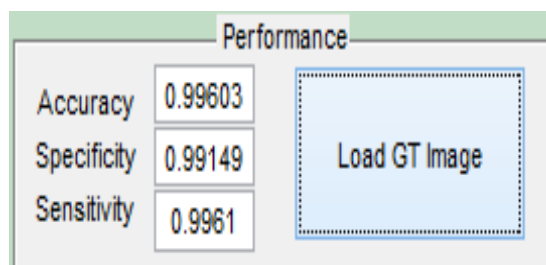 Performance
Accuracy 0.99603
Specificity 0.99149
Sensitivity 0.9961
Load GT Image